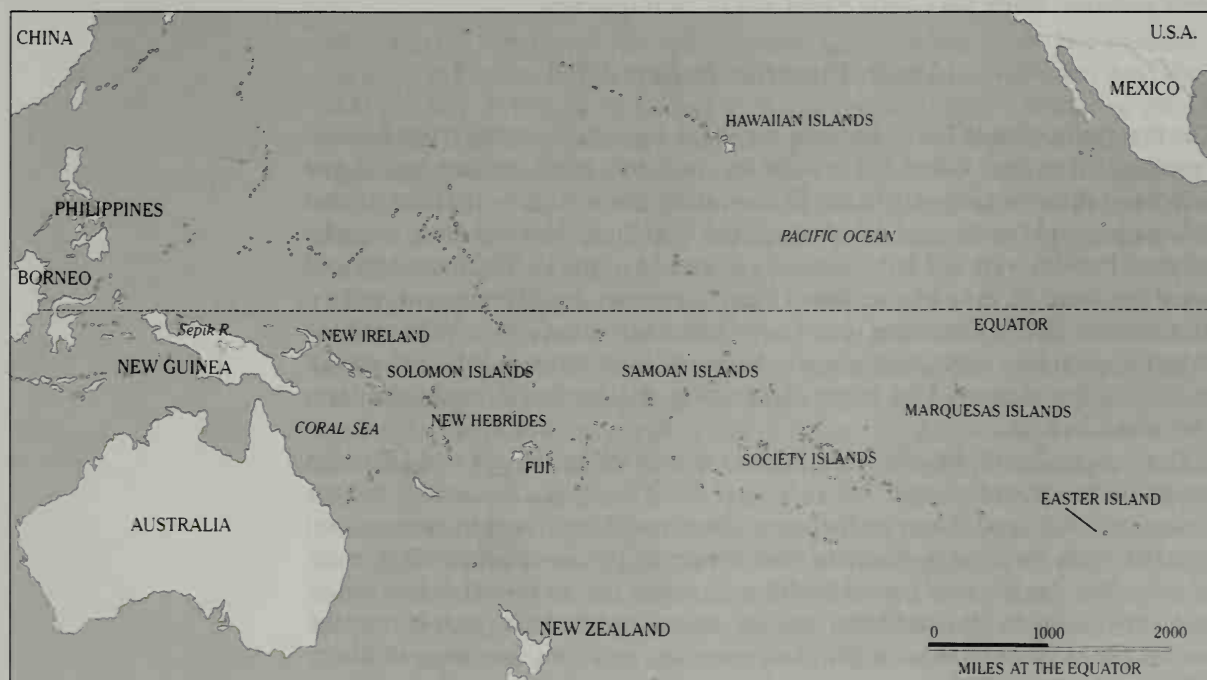 CHINA
U.S.A.
MEXICO
HAWAIIAN ISLANDS
PHILIPPINES
PACIFIC OCEAN
BORNEO
EQUATOR
Sepik R.
NEW IRELAND
NEW GUINEA
SOLOMON ISLANDS
SAMOAN ISLANDS
MARQUESAS ISLANDS
CORAL SEA
NEW HEBRIDES
FIJI
SOCIETY ISLANDS
EASTER ISLAND
AUSTRALIA
NEW ZEALAND
0 1000 2000
MILES AT THE EQUATOR